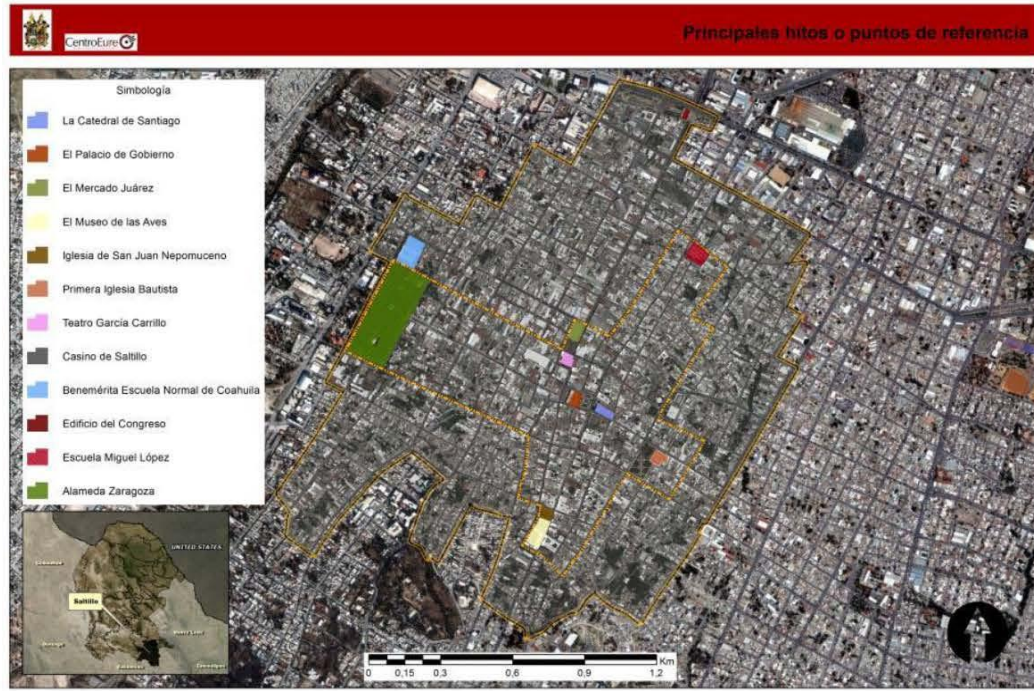 CentroEure
Principales hitos o puntos de referencia
Simbología
La Catedral de Santiago
El Palacio de Gobierno
El Mercado Juárez
El Museo de las Aves
Iglesia de San Juan Nepomuceno
Primera Iglesia Bautista
Teatro García Carrillo
Casino de Saltillo
Benemérita Escuela Normal de Coahuila
Edificio del Congreso
Escuela Miguel López
Alameda Zaragoza
UNITED STATES
Saltillo
Km
0 0,15 0,3 0,6 0,9 1,2